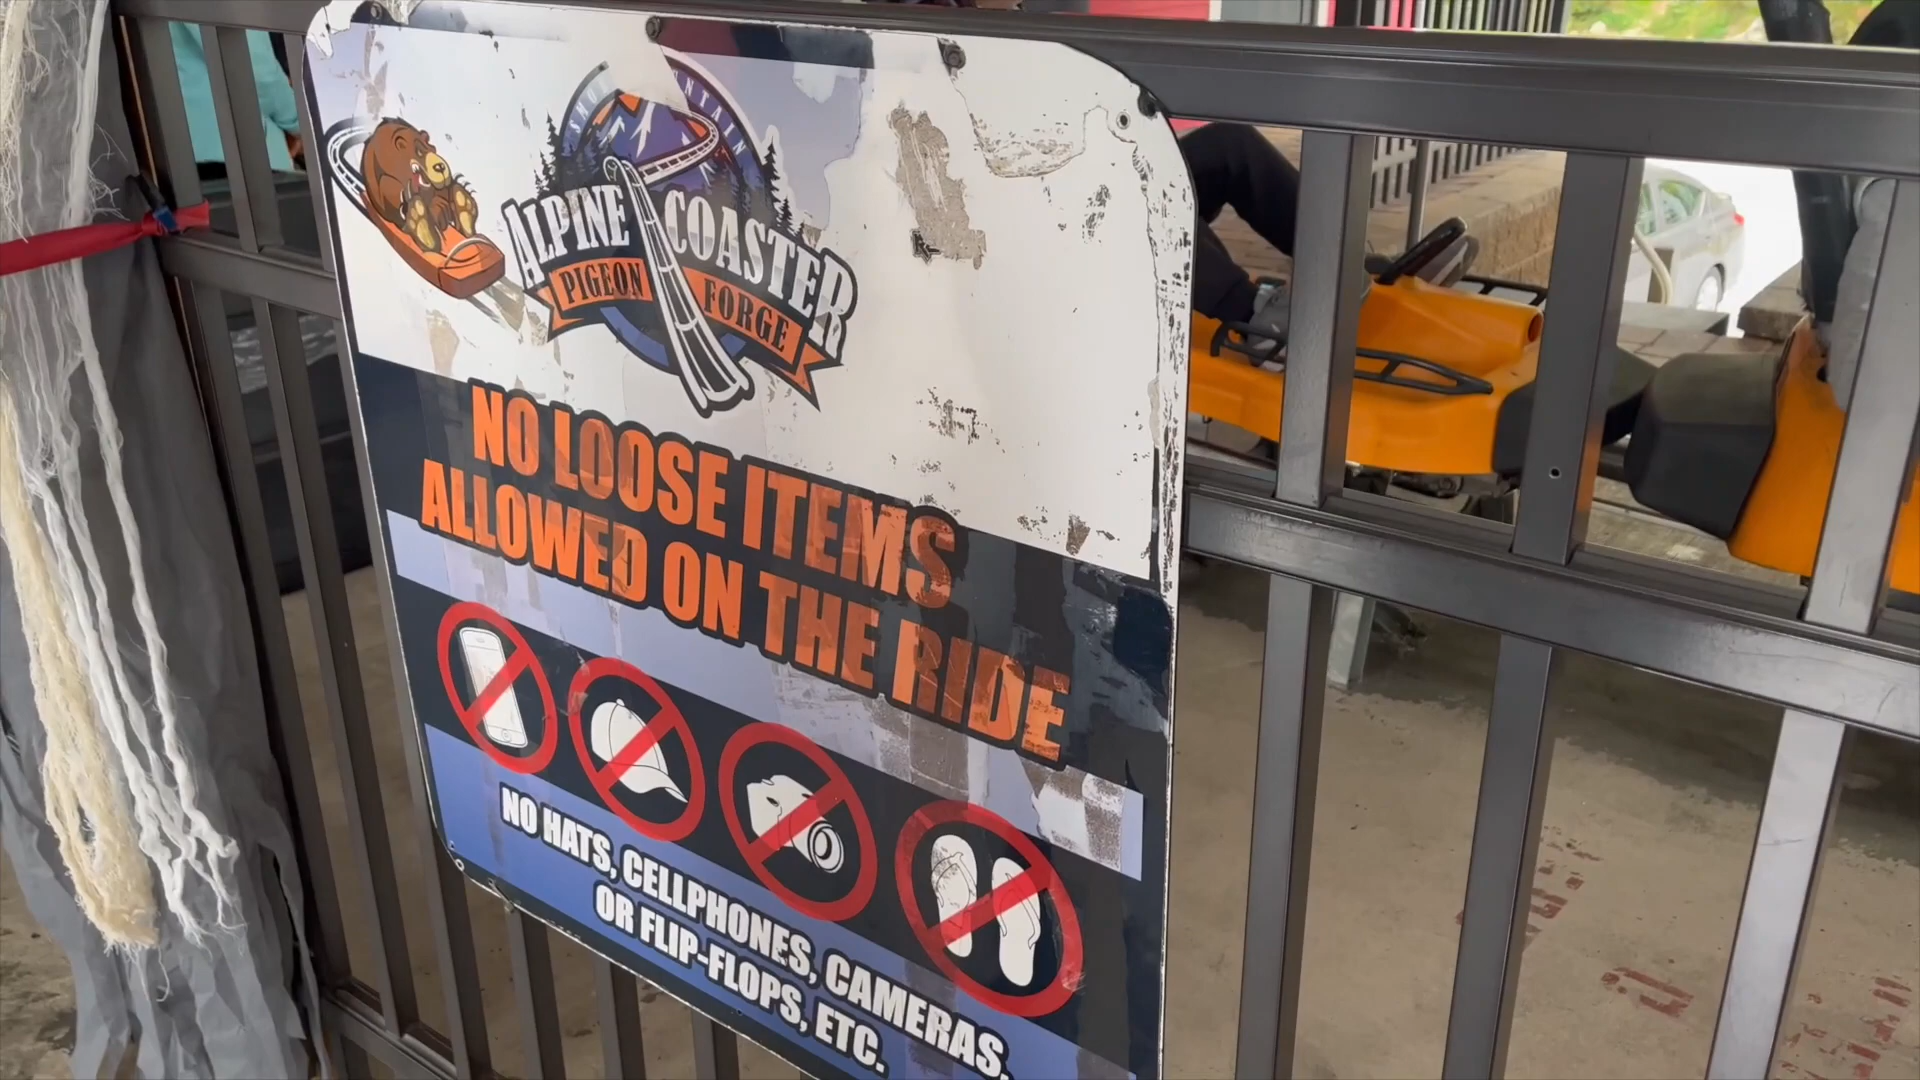 ALPINE COASTER
PIGEON FORGE
NO LOOSE ITEMS
ALLOWED ON THE RIDE
NO HATS, CELLPHONES, CAMERAS,
OR FLIP-FLOPS, ETC.